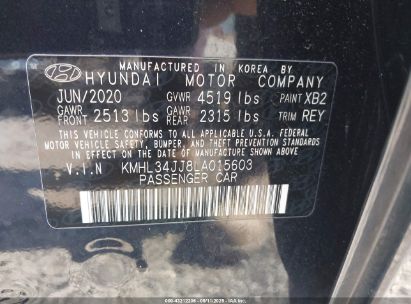 MANUFACTURED IN KOREA BY
HYUNDAI MOTOR COMPANY
JUN/2020 GVWR 4519 lbs PAINT XB2
GAWR FRONT 2513 lbs GAWR REAR 2315 lbs TRIM REY
THIS VEHICLE CONFORMS TO ALL APPLICABLE U.S.A. FEDERAL
MOTOR VEHICLE SAFETY, BUMPER, AND THEFT PREVENTION STANDARDS
IN EFFECT ON THE DATE OF MANUFACTURE SHOWN ABOVE.
V.I.N KMHL34JJ8LA015603
PASSENGER CAR